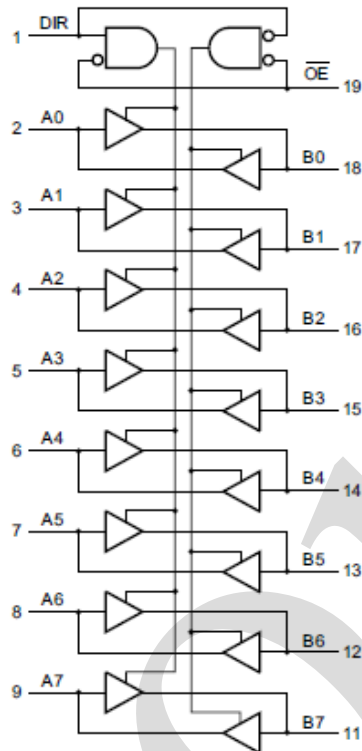 1 DIR
OE 19
2 A0
B0 18
3 A1
B1 17
4 A2
B2 16
5 A3
B3 15
6 A4
B4 14
7 A5
B5 13
8 A6
B6 12
9 A7
B7 11